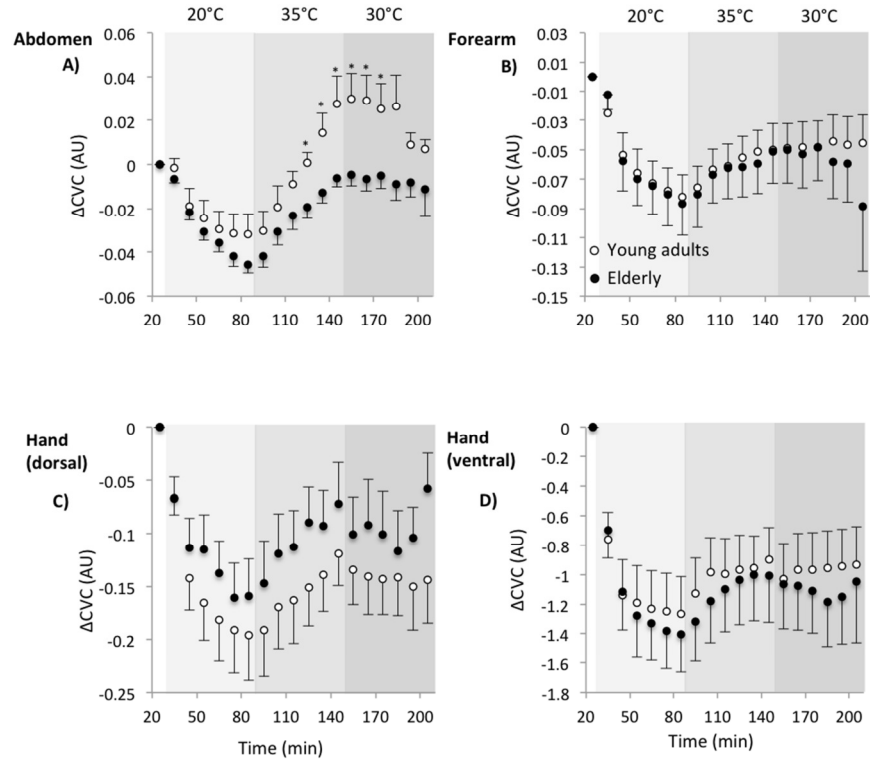 20°C 35°C 30°C
20°C 35°C 30°C
Abdomen
A)
ΔCVC (AU)
0.06
0.04
0.02
0
-0.02
-0.04
-0.06
* * * * * *
20 50 80 110 140 170 200
Forearm
B)
ΔCVC (AU)
0.03
0.01
-0.01
-0.03
-0.05
-0.07
-0.09
-0.11
-0.13
-0.15
Young adults
Elderly
20 50 80 110 140 170 200
Hand
(dorsal)
C)
ΔCVC (AU)
0
-0.05
-0.1
-0.15
-0.2
-0.25
20 50 80 110 140 170 200
Time (min)
Hand
(ventral)
D)
ΔCVC (AU)
0
-0.2
-0.4
-0.6
-0.8
-1
-1.2
-1.4
-1.6
-1.8
20 50 80 110 140 170 200
Time (min)